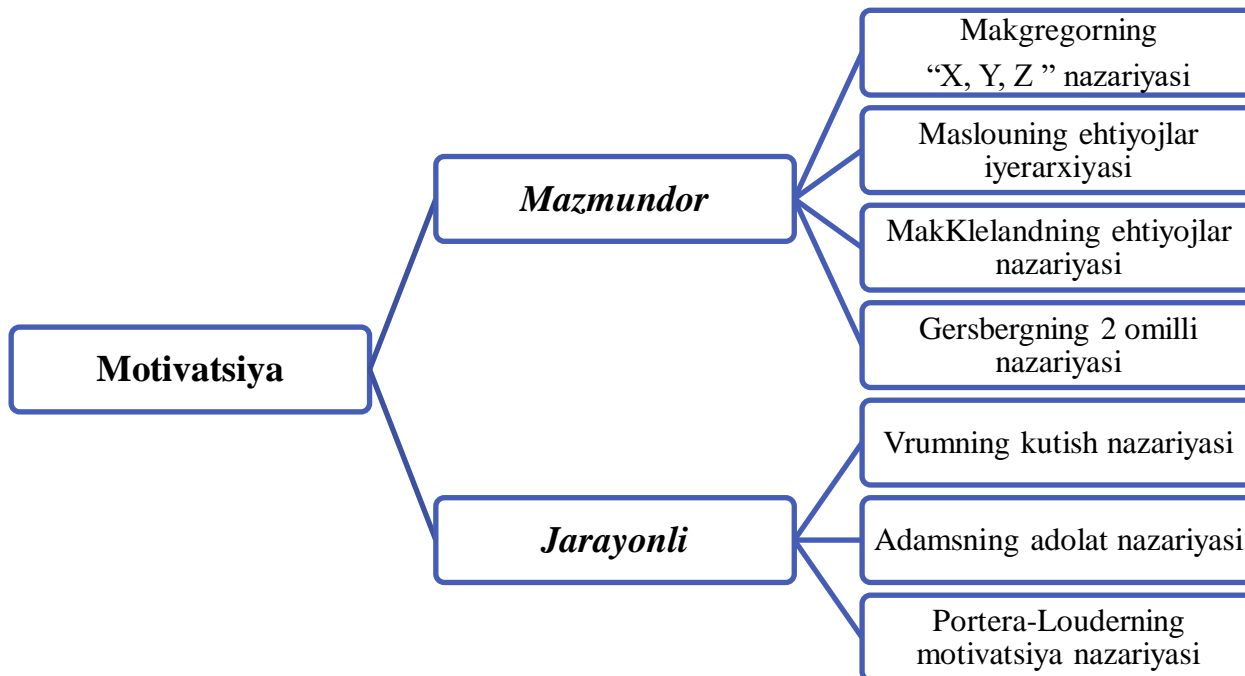 Motivatsiya
Mazmundor
Makgregorning
“X, Y, Z ” nazariyasi
Maslouning ehtiyojlar
iyerarxiyasi
MakKlelandning ehtiyojlar
nazariyasi
Gersbergning 2 omilli
nazariyasi
Jarayonli
Vrumning kutish nazariyasi
Adamsning adolat nazariyasi
Portera-Louderning
motivatsiya nazariyasi